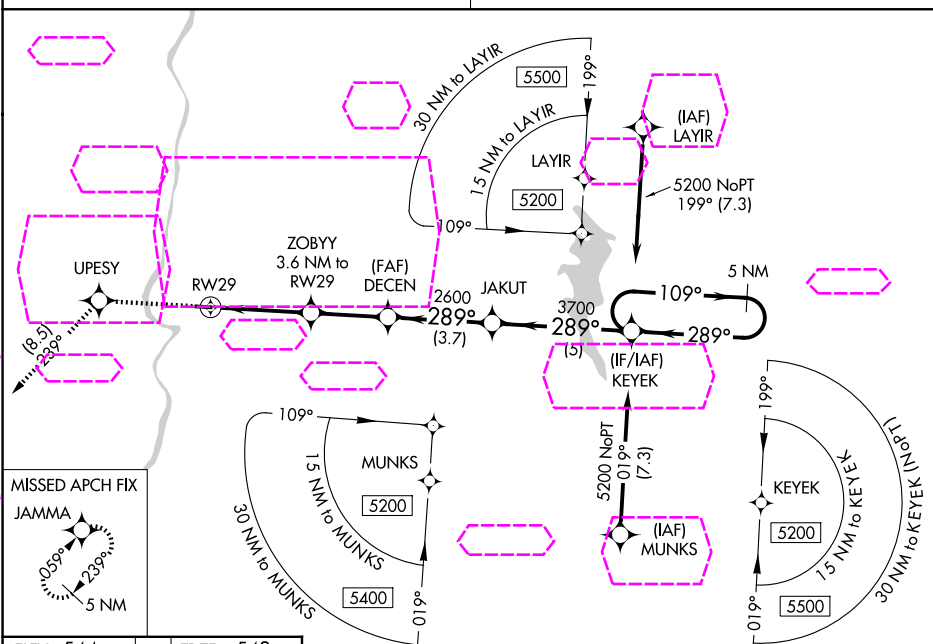 30 NM to LAYIR
5500
199°
15 NM to LAYIR
LAYIR
5200
109°
(IAF)
LAYIR
5200 NoPT
199° (7.3)
UPESY
RW29
ZOBYY
3.6 NM to
RW29
(FAF)
DECEN
2600
289°
(3.7)
JAKUT
3700
289°
(5)
109°
5 NM
289°
(IF/IAF)
KEYEK
(8.5)
239°
109°
MUNKS
5200
15 NM to MUNKS
30 NM to MUNKS
5400
019°
5200 NoPT
019°
(7.3)
(IAF)
MUNKS
199°
KEYEK
5200
15 NM to KEYEK
30 NM to KEYEK (NoPT)
5500
019°
MISSED APCH FIX
JAMMA
059°
239°
5 NM